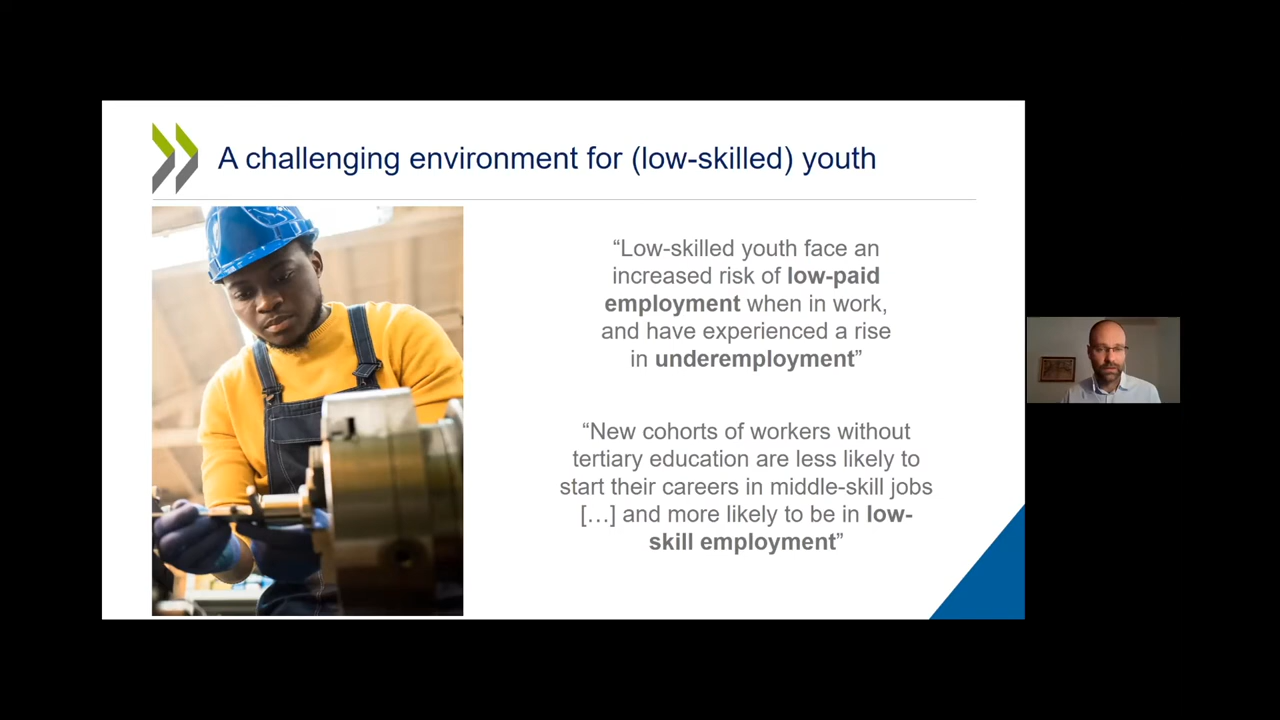 A challenging environment for (low-skilled) youth
“Low-skilled youth face an
increased risk of low-paid
employment when in work,
and have experienced a rise
in underemployment”
“New cohorts of workers without
tertiary education are less likely to
start their careers in middle-skill jobs
[…] and more likely to be in low-
skill employment”